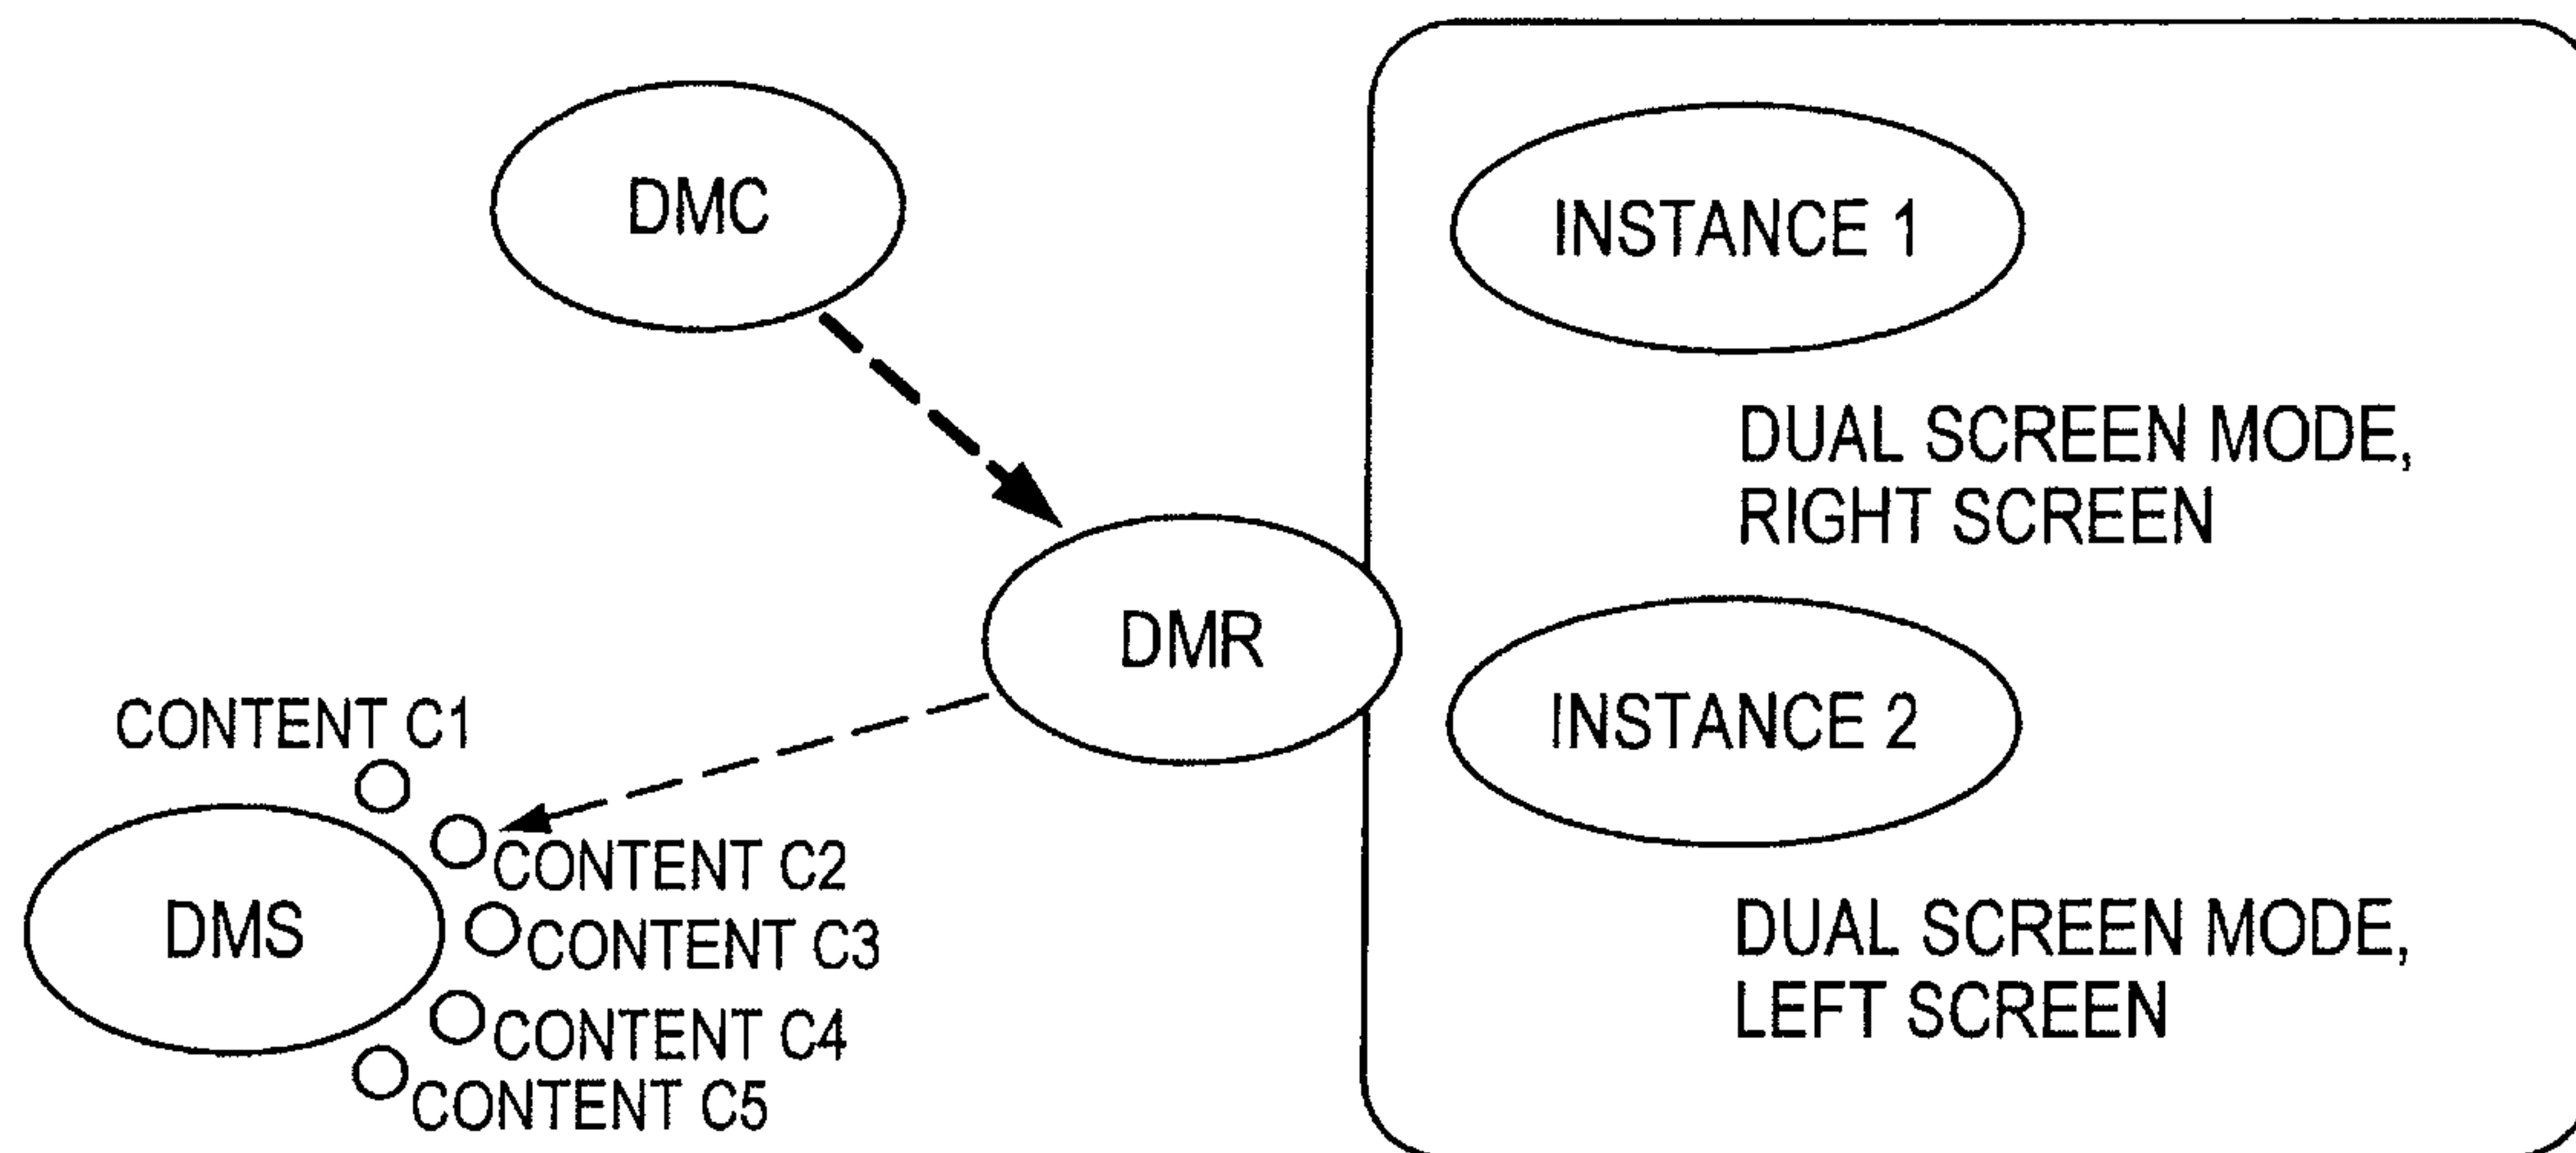 DMC
INSTANCE 1
DUAL SCREEN MODE,
RIGHT SCREEN
DMR
INSTANCE 2
DUAL SCREEN MODE,
LEFT SCREEN
CONTENT C1
CONTENT C2
DMS
CONTENT C3
CONTENT C4
CONTENT C5